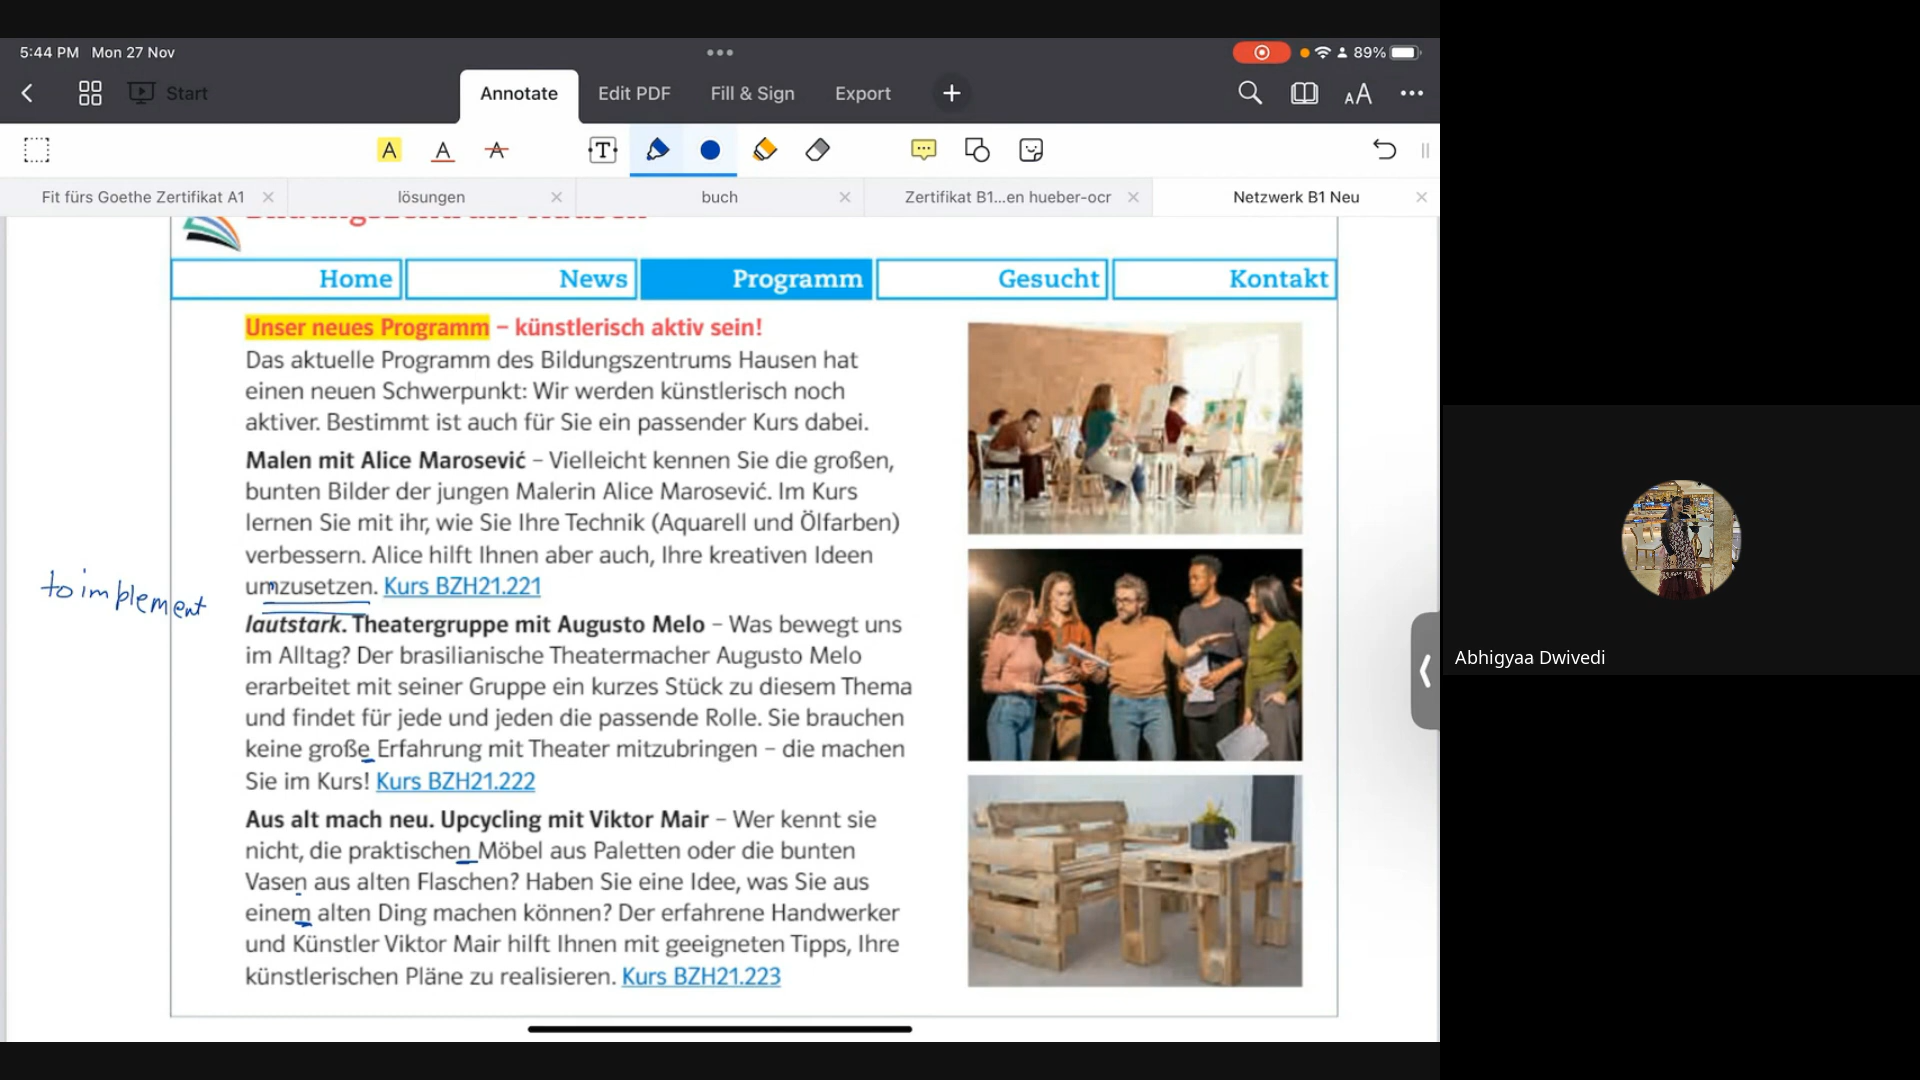 5:44 PM Mon 27 Nov
89%
Start
Annotate
Edit PDF
Fill & Sign
Export
Fit fürs Goethe Zertifikat A1
lösungen
buch
Zertifikat B1...en hueber-ocr
Netzwerk B1 Neu
Home
News
Programm
Gesucht
Kontakt
Unser neues Programm – künstlerisch aktiv sein!
Das aktuelle Programm des Bildungszentrums Hausen hat
einen neuen Schwerpunkt: Wir werden künstlerisch noch
aktiver. Bestimmt ist auch für Sie ein passender Kurs dabei.
Malen mit Alice Marosević – Vielleicht kennen Sie die großen,
bunten Bilder der jungen Malerin Alice Marosević. Im Kurs
lernen Sie mit ihr, wie Sie Ihre Technik (Aquarell und Ölfarben)
verbessern. Alice hilft Ihnen aber auch, Ihre kreativen Ideen
umzusetzen. Kurs BZH21.221
to implement
lautstark. Theatergruppe mit Augusto Melo – Was bewegt uns
im Alltag? Der brasilianische Theatermacher Augusto Melo
erarbeitet mit seiner Gruppe ein kurzes Stück zu diesem Thema
und findet für jede und jeden die passende Rolle. Sie brauchen
keine große Erfahrung mit Theater mitzubringen – die machen
Sie im Kurs! Kurs BZH21.222
Aus alt mach neu. Upcycling mit Viktor Mair – Wer kennt sie
nicht, die praktischen Möbel aus Paletten oder die bunten
Vasen aus alten Flaschen? Haben Sie eine Idee, was Sie aus
einem alten Ding machen können? Der erfahrene Handwerker
und Künstler Viktor Mair hilft Ihnen mit geeigneten Tipps, Ihre
künstlerischen Pläne zu realisieren. Kurs BZH21.223
Abhigyaa Dwivedi